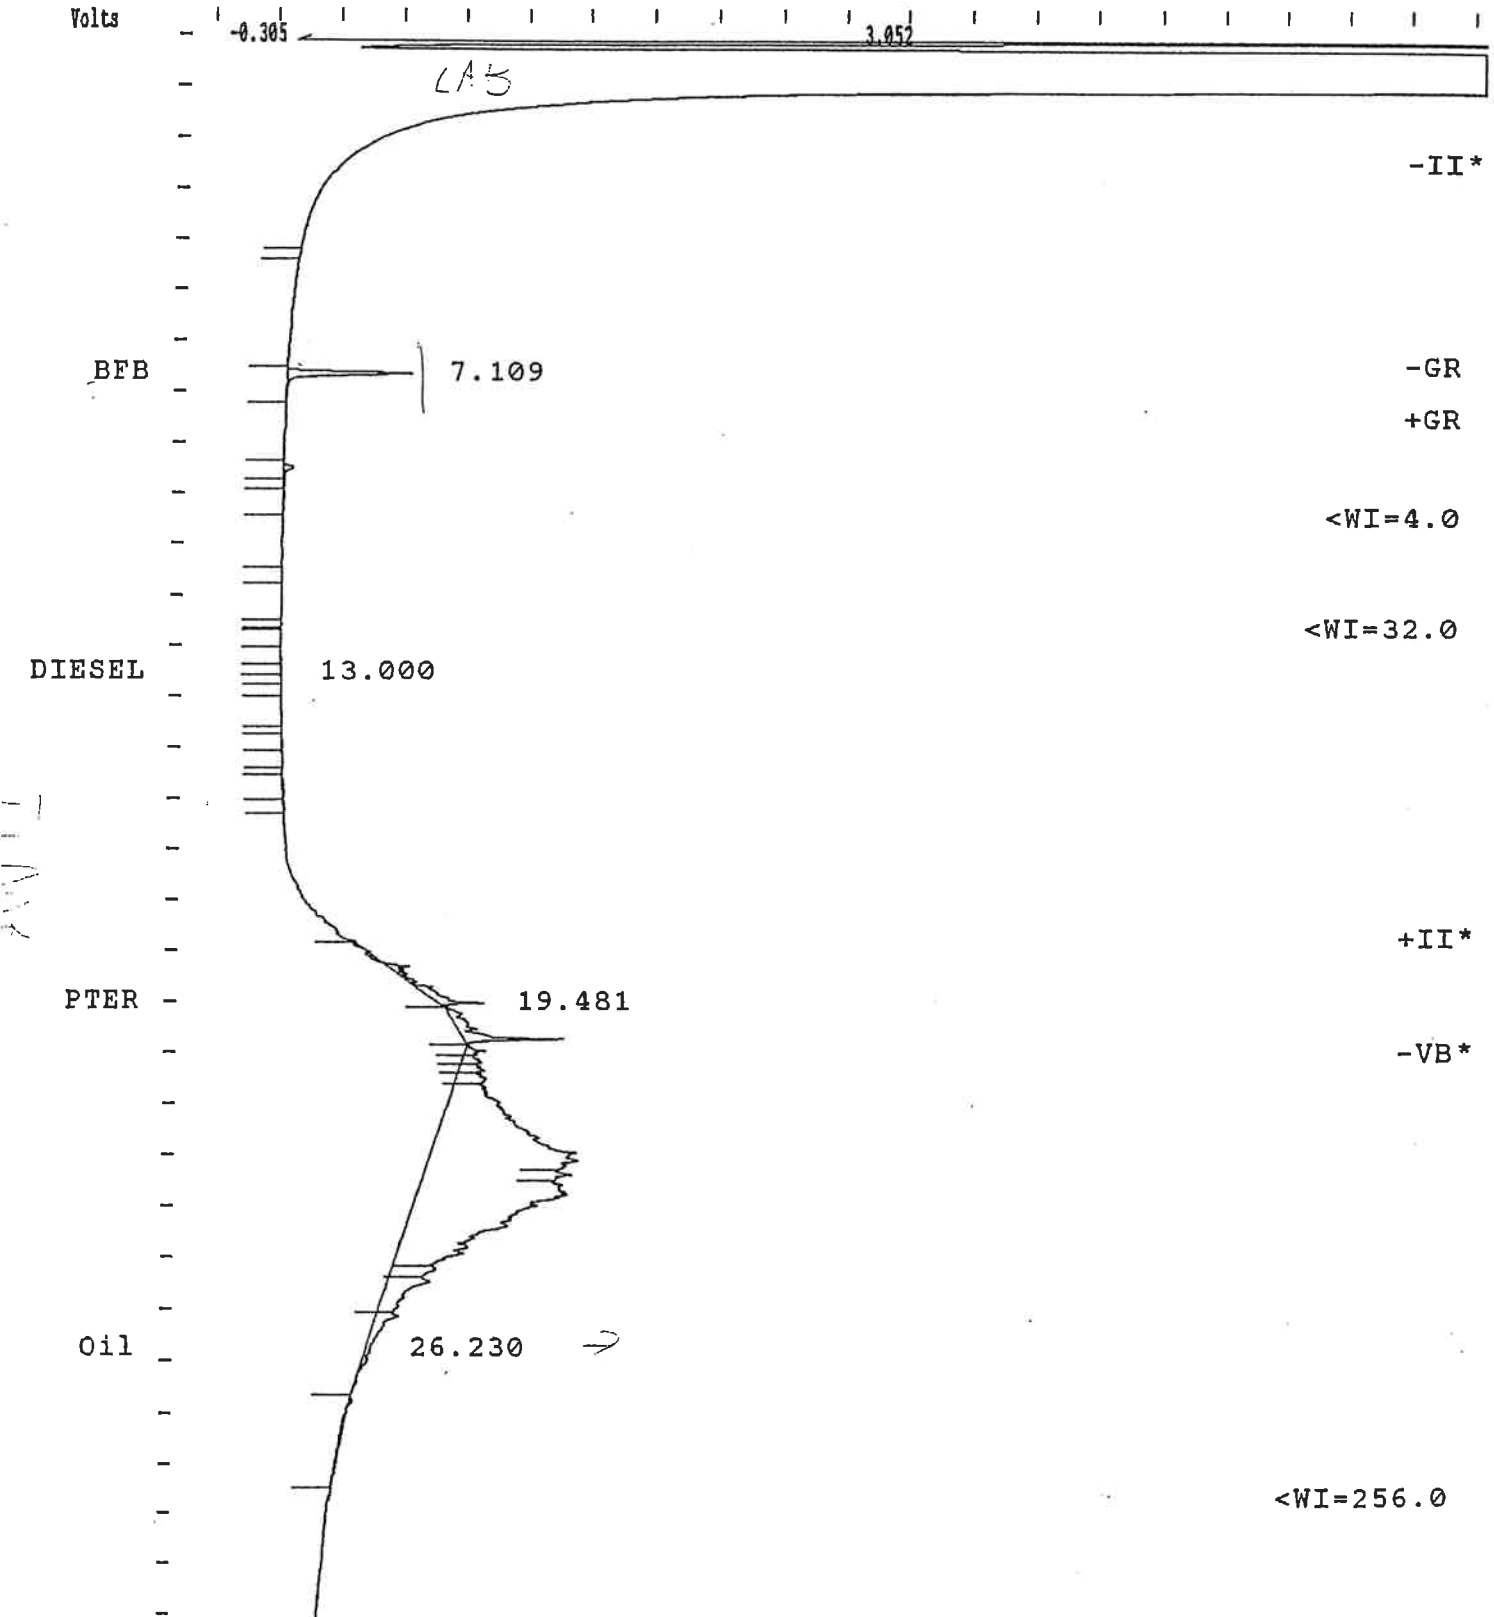 Volts
-0.305 3.052
LAB
-II*
BFB 7.109 -GR
+GR
<WI=4.0
<WI=32.0
DIESEL 13.000
+II*
PTER 19.481
-VB*
Oil 26.230
<WI=256.0